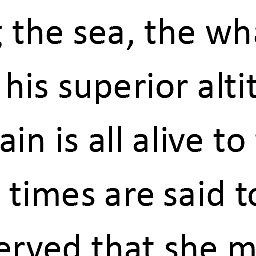 the sea, the
his superior
is all alive to
times are said to
that she